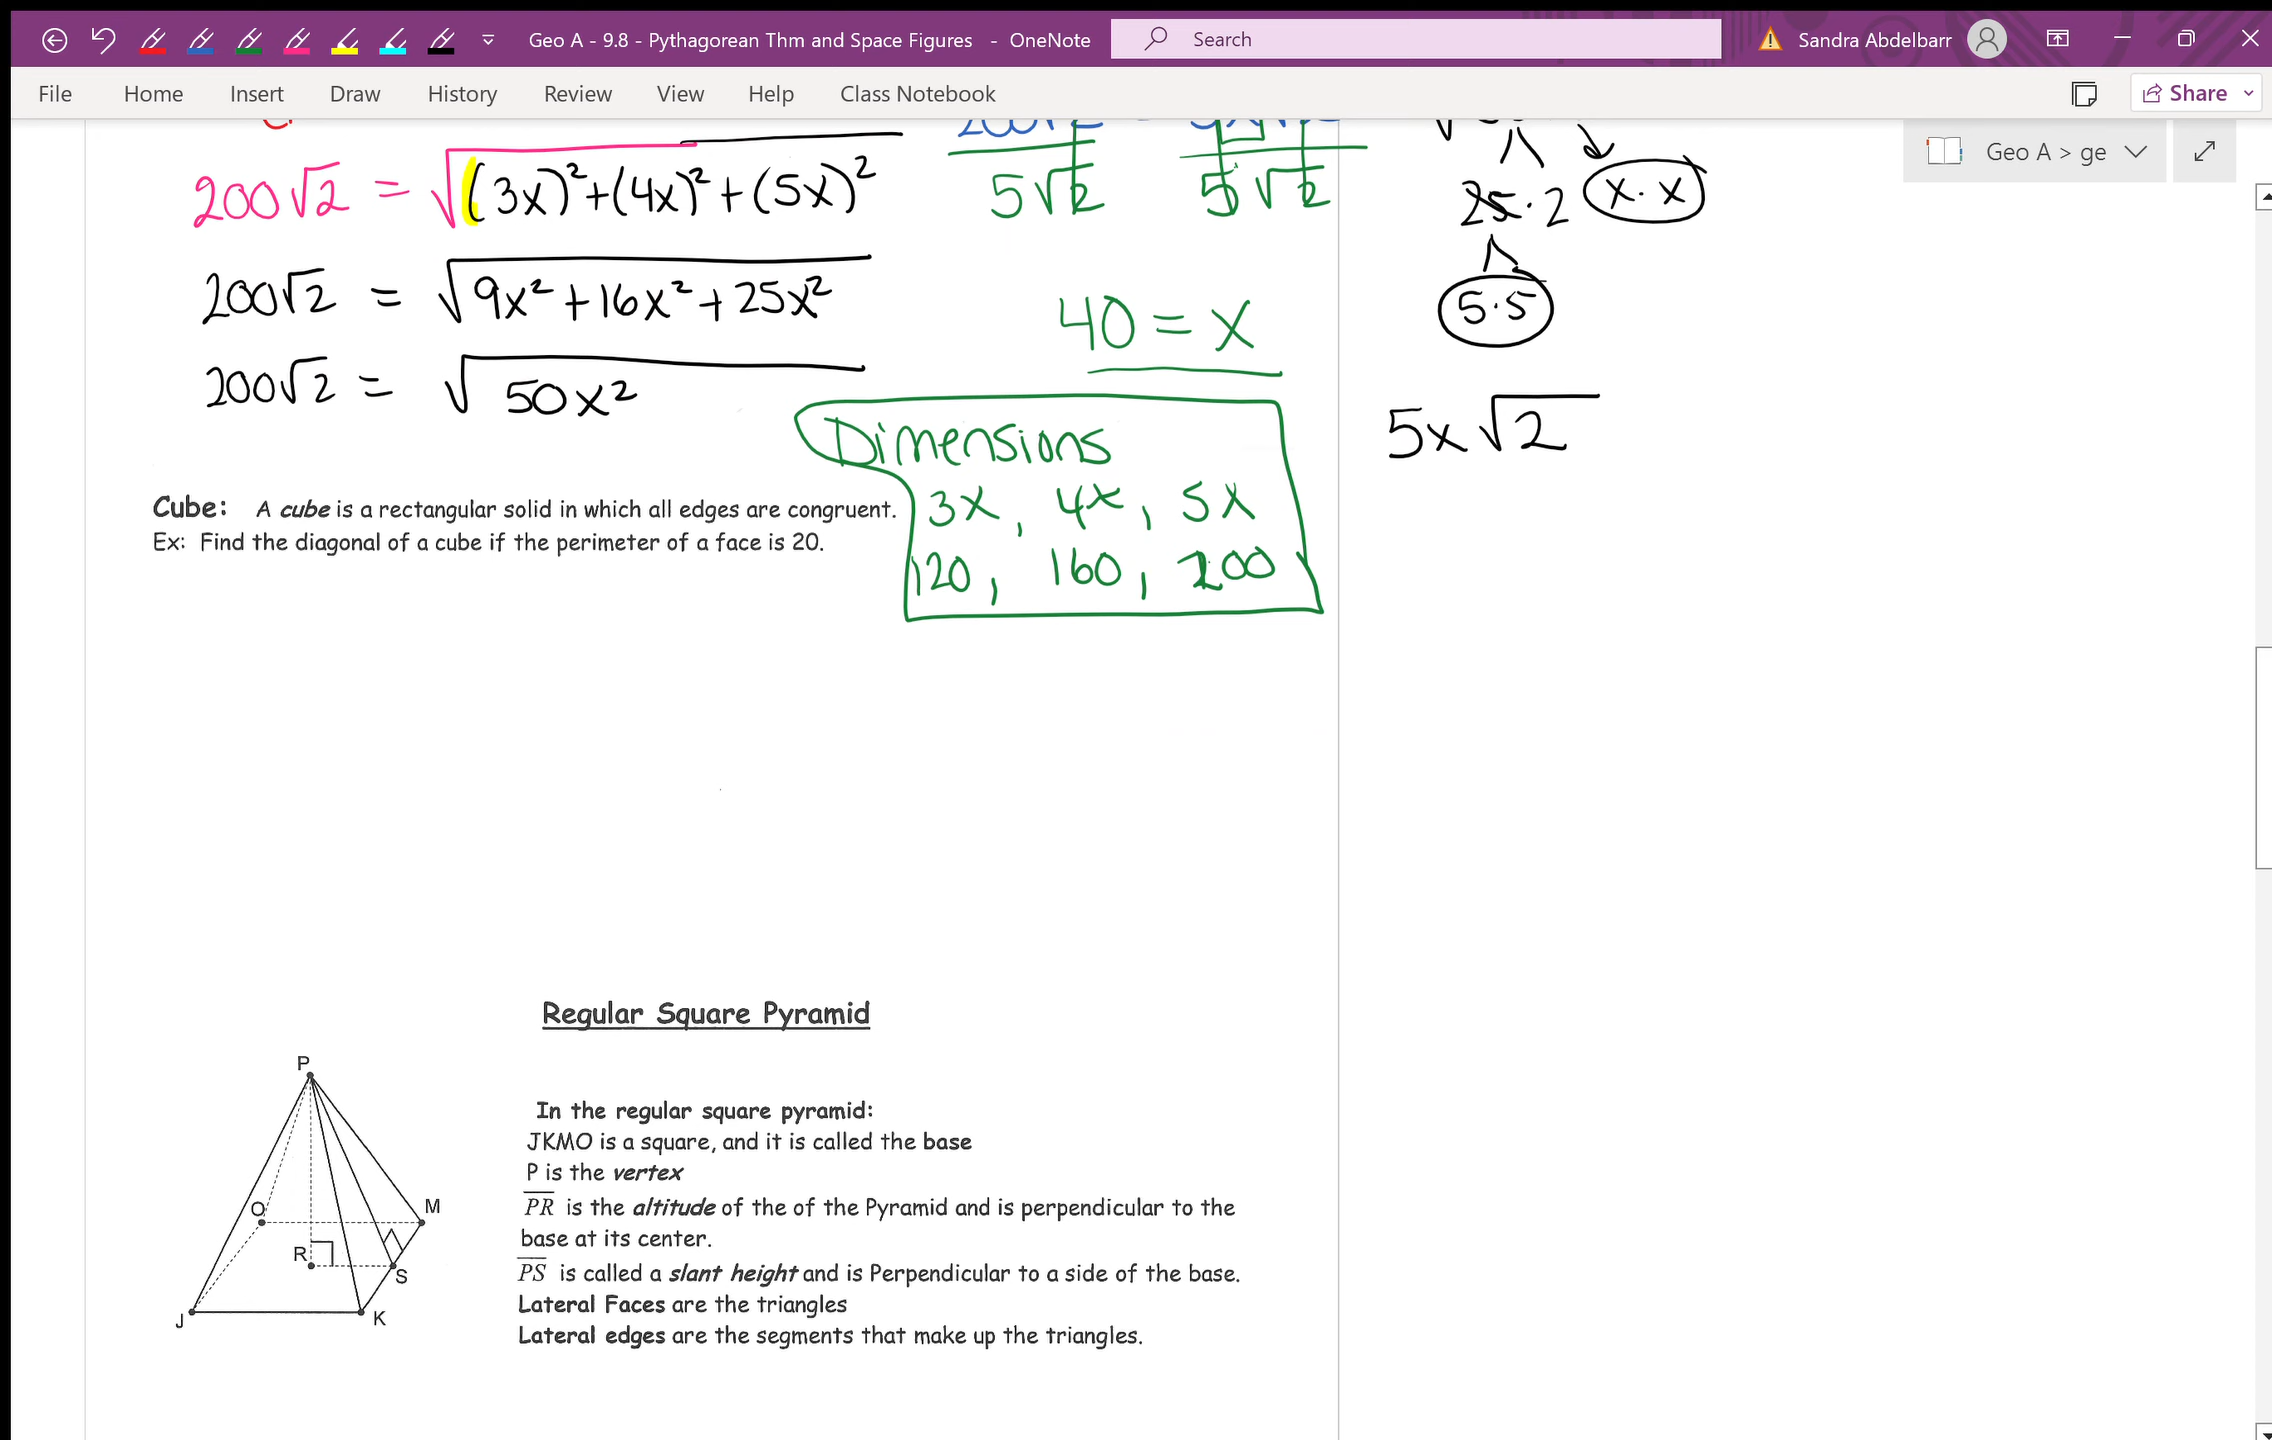 Geo A - 9.8 - Pythagorean Thm and Space Figures - OneNote
Search
Sandra Abdelbarr
File Home Insert Draw History Review View Help Class Notebook
Share
Geo A > ge
200√2 = √(3x)²+(4x)²+(5x)²
200√2 = √9x²+16x²+25x²
200√2 = √50x²
5√2 5√2
40 = x
Dimensions
3x, 4x, 5x
120, 160, 200
25·2 x·x
5·5
5x√2
Cube: A cube is a rectangular solid in which all edges are congruent.
Ex: Find the diagonal of a cube if the perimeter of a face is 20.
Regular Square Pyramid
P
O
M
R
S
J
K
In the regular square pyramid:
JKMO is a square, and it is called the base
P is the vertex
PR is the altitude of the of the Pyramid and is perpendicular to the
base at its center.
PS is called a slant height and is Perpendicular to a side of the base.
Lateral Faces are the triangles
Lateral edges are the segments that make up the triangles.